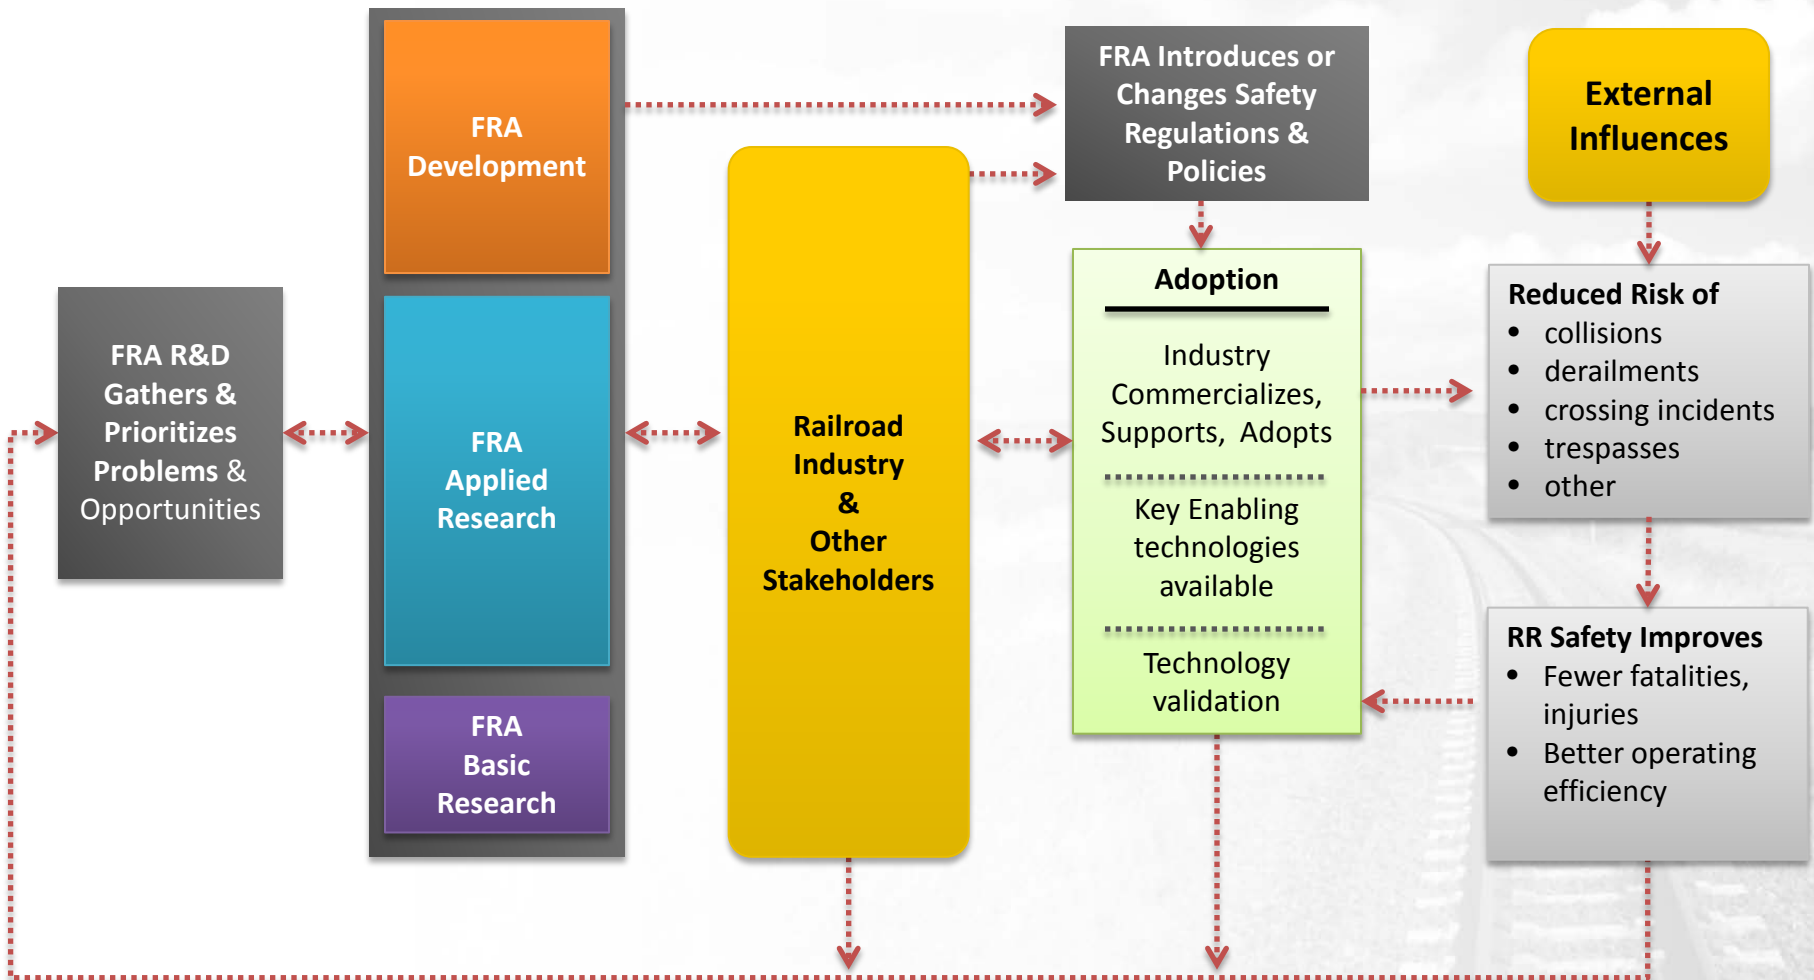 FRA R&D
Gathers &
Prioritizes
Problems &
Opportunities
FRA
Development
FRA
Applied
Research
FRA
Basic
Research
Railroad
Industry
&
Other
Stakeholders
FRA Introduces or
Changes Safety
Regulations &
Policies
Adoption
Industry
Commercializes,
Supports, Adopts
Key Enabling
technologies
available
Technology
validation
External
Influences
Reduced Risk of
• collisions
• derailments
• crossing incidents
• trespasses
• other
RR Safety Improves
• Fewer fatalities,
injuries
• Better operating
efficiency